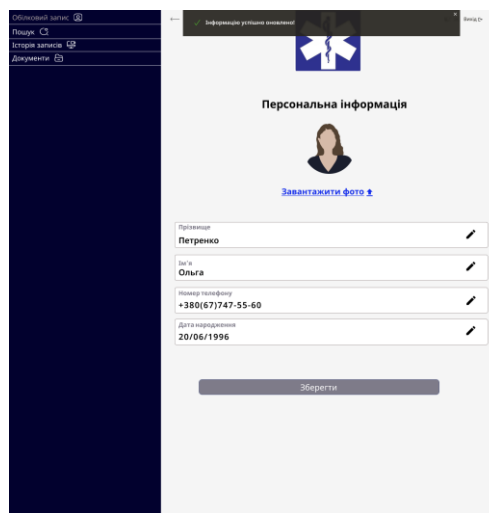 Обліковий запис
Пошук
Історія записів
Документи
Інформацію успішно оновлено!
×
Вихід
Персональна інформація
Завантажити фото
Прізвище
Петренко
Ім'я
Ольга
Номер телефону
+380(67)747-55-60
Дата народження
20/06/1996
Зберегти